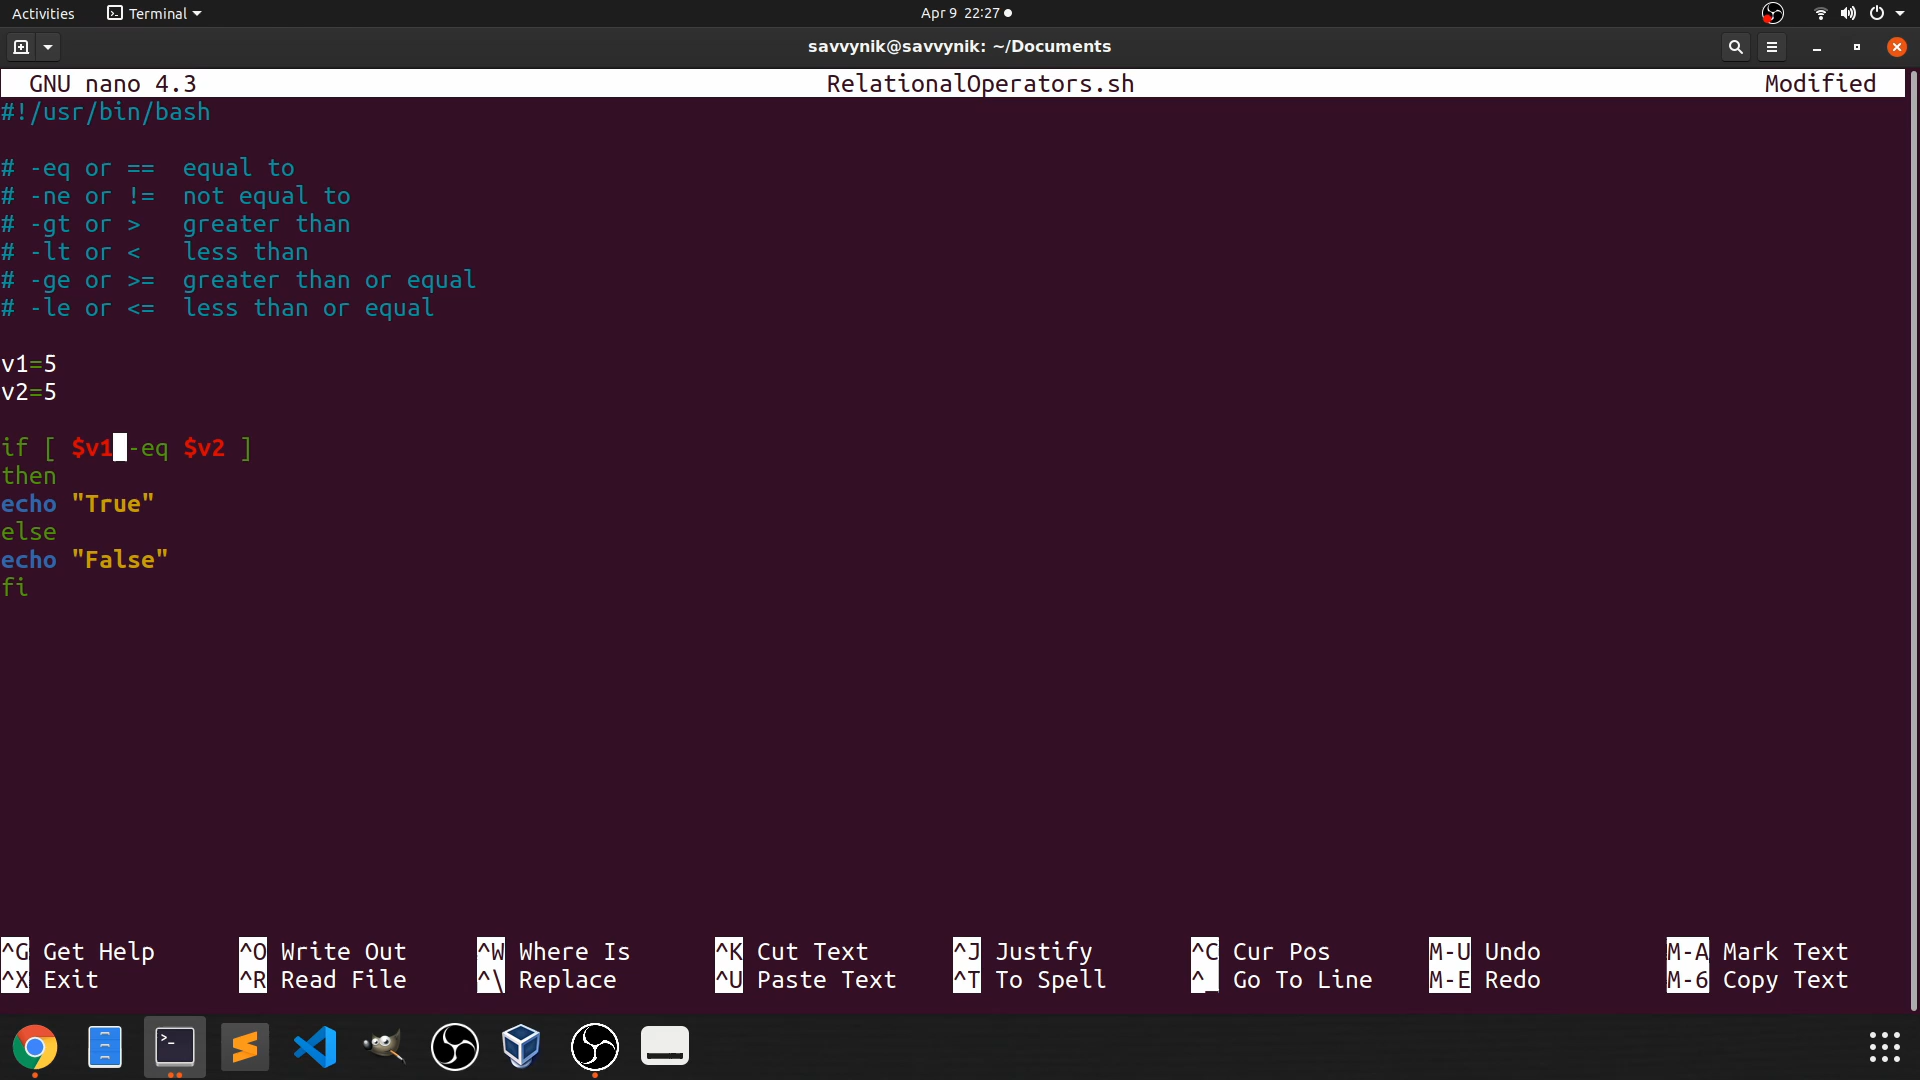 Activities Terminal Apr 9 22:27
savvynik@savvynik: ~/Documents
GNU nano 4.3 RelationalOperators.sh Modified
#!/usr/bin/bash
# -eq or == equal to
# -ne or != not equal to
# -gt or > greater than
# -lt or < less than
# -ge or >= greater than or equal
# -le or <= less than or equal
v1=5
v2=5
if [ $v1 -eq $v2 ]
then
echo "True"
else
echo "False"
fi
^G Get Help ^O Write Out ^W Where Is ^K Cut Text ^J Justify ^C Cur Pos M-U Undo M-A Mark Text
^X Exit ^R Read File ^\ Replace ^U Paste Text ^T To Spell ^_ Go To Line M-E Redo M-6 Copy Text